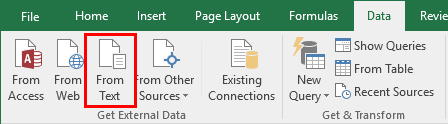 File Home Insert Page Layout Formulas Data Re
From Access
From Web
From Text
From Other Sources
Existing Connections
New Query
Show Queries
From Table
Recent Sources
Get External Data
Get & Transform